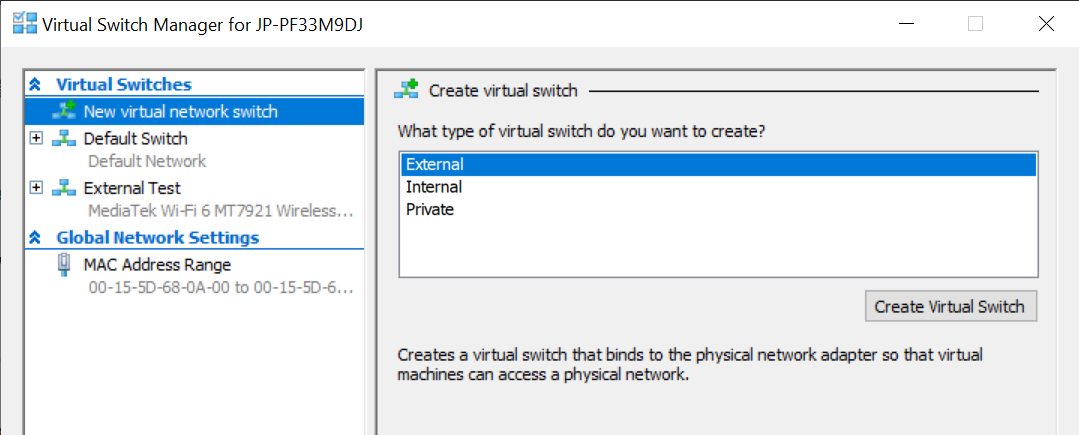 Virtual Switch Manager for JP-PF33M9DJ
Virtual Switches
New virtual network switch
Default Switch
Default Network
External Test
MediaTek Wi-Fi 6 MT7921 Wireless...
Global Network Settings
MAC Address Range
00-15-5D-68-0A-00 to 00-15-5D-6...
Create virtual switch
What type of virtual switch do you want to create?
External
Internal
Private
Create Virtual Switch
Creates a virtual switch that binds to the physical network adapter so that virtual
machines can access a physical network.